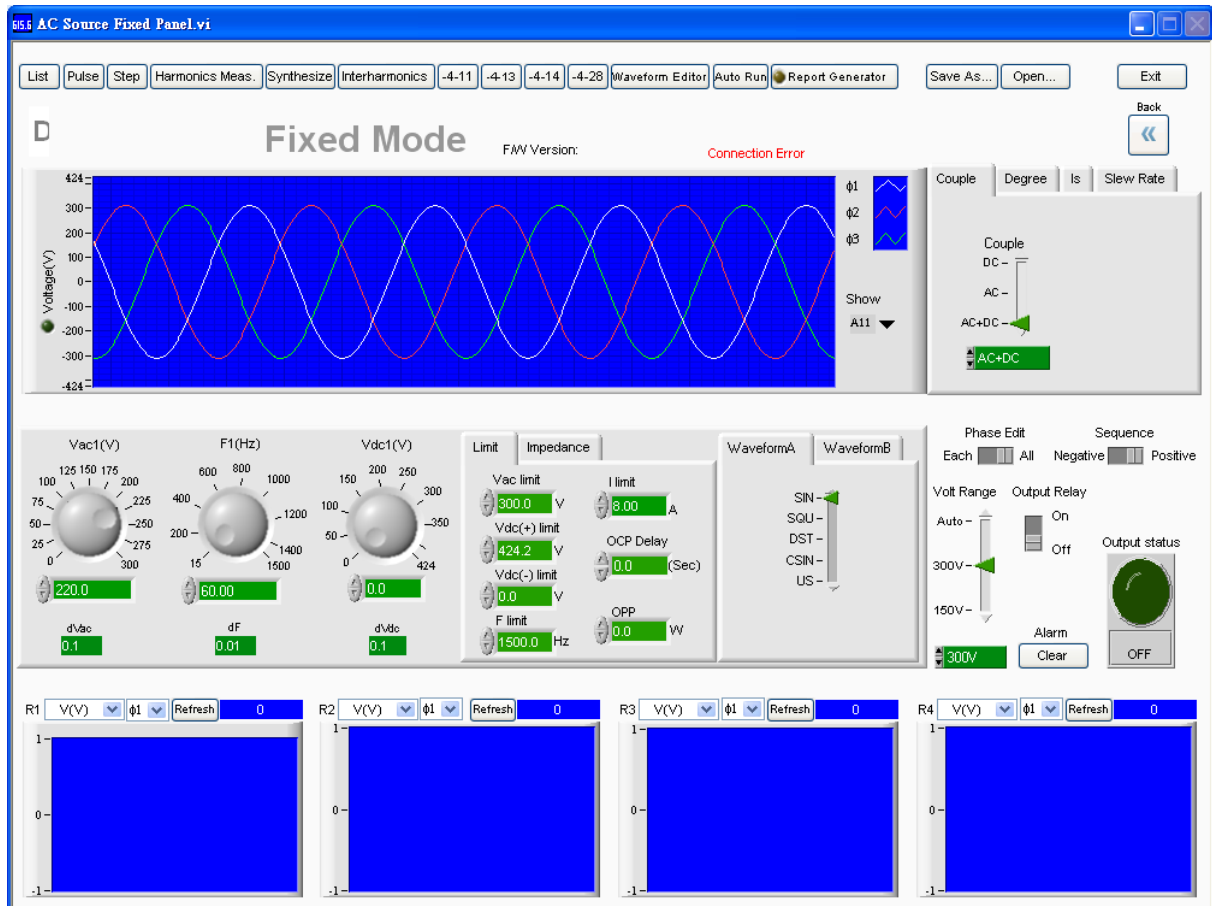 615.6 AC Source Fixed Panel.vi
List Pulse Step Harmonics Meas. Synthesize Interharmonics -4-11 -4-13 -4-14 -4-28 Waveform Editor Auto Run Report Generator Save As... Open... Exit
Back
«
D
Fixed Mode
F/W Version:
Connection Error
424
300
200
100
0
-100
-200
-300
-424
Voltage(V)
ϕ1
ϕ2
ϕ3
Show
A11
Couple Degree Is Slew Rate
Couple
DC
AC
AC+DC
AC+DC
Vac1(V)
0 25 50 75 100 125 150 175 200 225 250 275 300
220.0
dVac
0.1
F1(Hz)
15 200 400 600 800 1000 1200 1400 1500
60.00
dF
0.01
Vdc1(V)
0 50 100 150 200 250 300 350 424
0.0
dVdc
0.1
Limit Impedance
Vac limit
300.0 V
Vdc(+) limit
424.2 V
Vdc(-) limit
0.0 V
F limit
1500.0 Hz
I limit
8.00 A
OCP Delay
0.0 (Sec)
OPP
0.0 W
WaveformA WaveformB
SIN
SQU
DST
CSIN
US
Phase Edit
Each All
Sequence
Negative Positive
Volt Range
Auto
300V
150V
300V
Output Relay
On
Off
Alarm
Clear
Output status
OFF
R1 V(V) ϕ1 Refresh 0
1
0
-1
R2 V(V) ϕ1 Refresh 0
1
0
-1
R3 V(V) ϕ1 Refresh 0
1
0
-1
R4 V(V) ϕ1 Refresh 0
1
0
-1